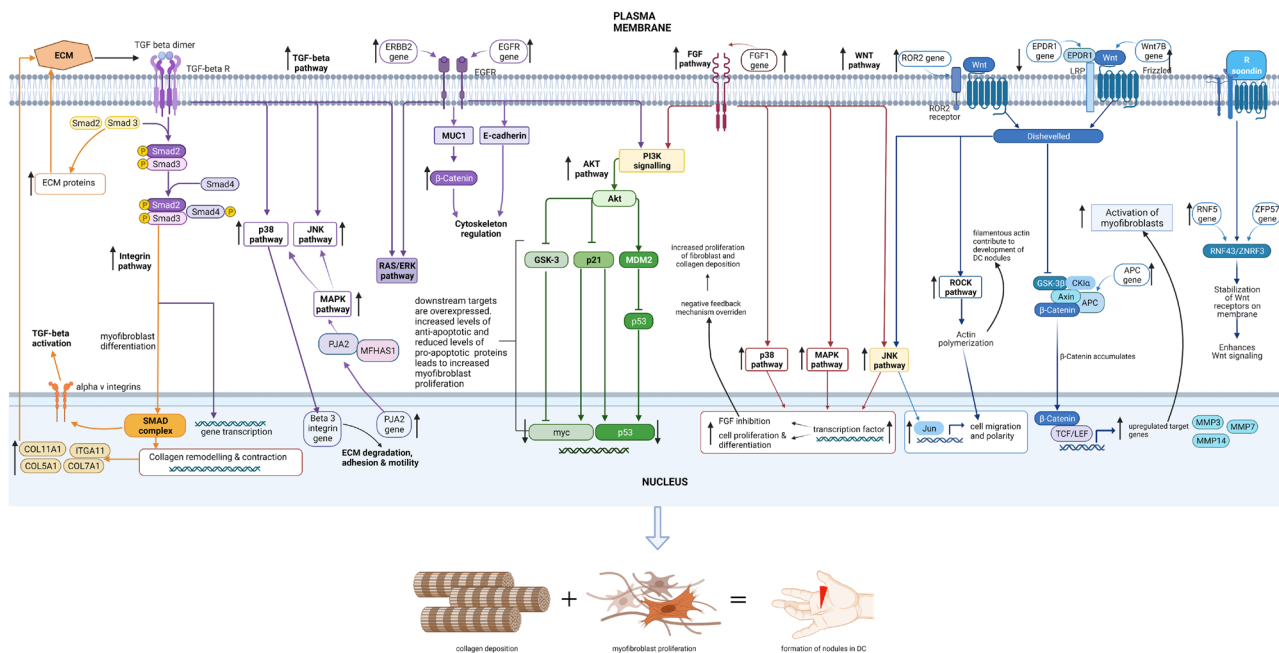 PLASMA
MEMBRANE
ECM
TGF beta dimer
TGF-beta R
TGF-beta
pathway
ERBB2
gene
EGFR
gene
EGFR
FGF
pathway
FGF1
gene
WNT
pathway
ROR2 gene
Wnt
ROR2
receptor
EPDR1
gene
EPDR1
LRP
Wnt
Wnt7B
gene
Frizzled
R
spondin
Smad2
Smad 3
P
Smad2
P
Smad3
ECM proteins
Smad4
P
Smad2
P
Smad3
Smad4
P
Integrin
pathway
p38
pathway
JNK
pathway
MUC1
E-cadherin
β-Catenin
Cytoskeleton
regulation
RAS/ERK
pathway
MAPK
pathway
PJA2
MFHAS1
PJA2
gene
PI3K
signalling
AKT
pathway
Akt
GSK-3
p21
MDM2
p53
downstream targets
are overexpressed.
increased levels of
anti-apoptotic and
reduced levels of
pro-apoptotic proteins
leads to increased
myofibroblast
proliferation
myc
p53
increased proliferation
of fibroblast and
collagen deposition
negative feedback
mechanism overriden
p38
pathway
MAPK
pathway
JNK
pathway
FGF inhibition
cell proliferation &
differentiation
transcription factor
Dishevelled
filamentous actin
contribute to
development of
DC nodules
ROCK
pathway
Actin
polymerization
Jun
cell migration
and polarity
GSK-3β
CKIα
Axin
APC
β-Catenin
APC
gene
β-Catenin accumulates
β-Catenin
TCF/LEF
upregulated target
genes
Activation of
myofibroblasts
MMP3
MMP7
MMP14
RNF5
gene
ZFP57
gene
RNF43/ZNRF3
Stabilization
of Wnt
receptors on
membrane
Enhances
Wnt signaling
TGF-beta
activation
alpha v integrins
myofibroblast
differentiation
SMAD
complex
gene transcription
Beta 3
integrin
gene
ECM degradation,
adhesion & motility
COL11A1
ITGA11
COL5A1
COL7A1
Collagen remodelling & contraction
NUCLEUS
+
=
collagen deposition
myofibroblast proliferation
formation of nodules in DC